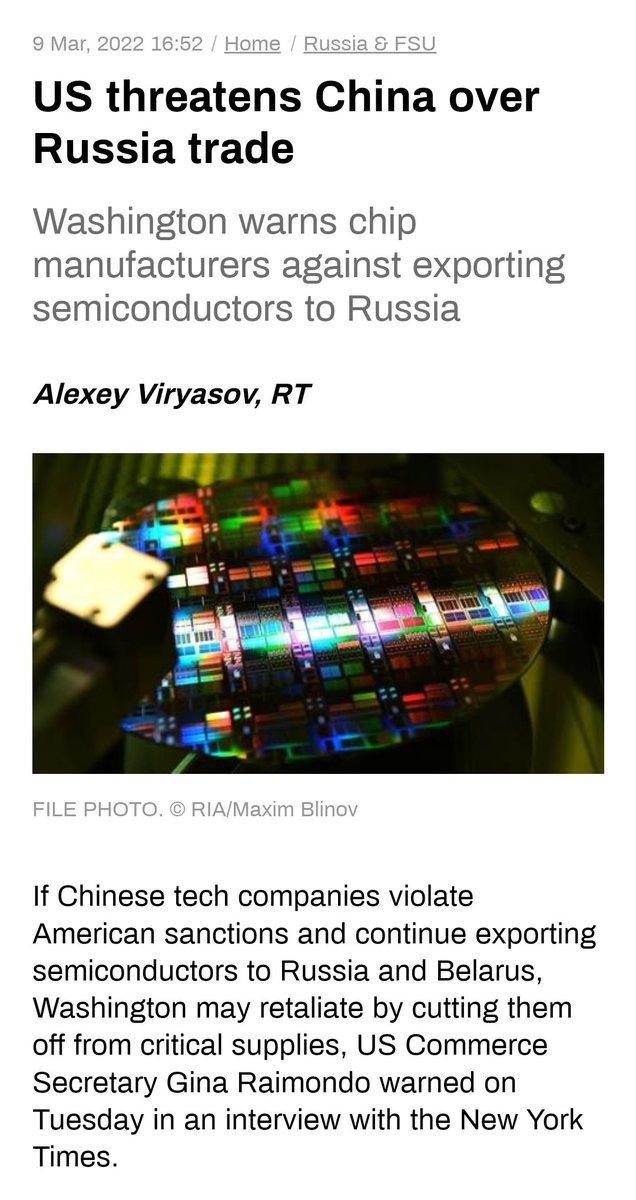 9 Mar, 2022 16:52 / Home / Russia & FSU
US threatens China over
Russia trade
Washington warns chip
manufacturers against exporting
semiconductors to Russia
Alexey Viryasov, RT
FILE PHOTO. © RIA/Maxim Blinov
If Chinese tech companies violate
American sanctions and continue exporting
semiconductors to Russia and Belarus,
Washington may retaliate by cutting them
off from critical supplies, US Commerce
Secretary Gina Raimondo warned on
Tuesday in an interview with the New York
Times.